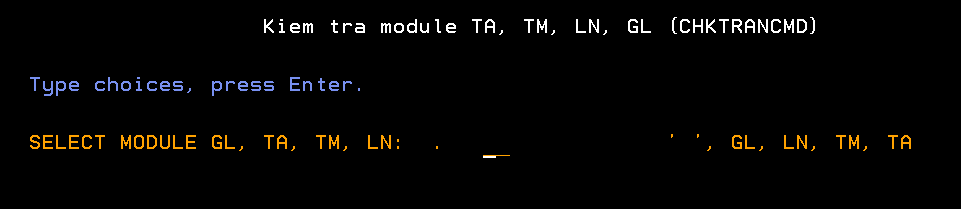 Kiem tra module TA, TM, LN, GL (CHKTRANCMD)
Type choices, press Enter.
SELECT MODULE GL, TA, TM, LN:  .   __   ' ', GL, LN, TM, TA